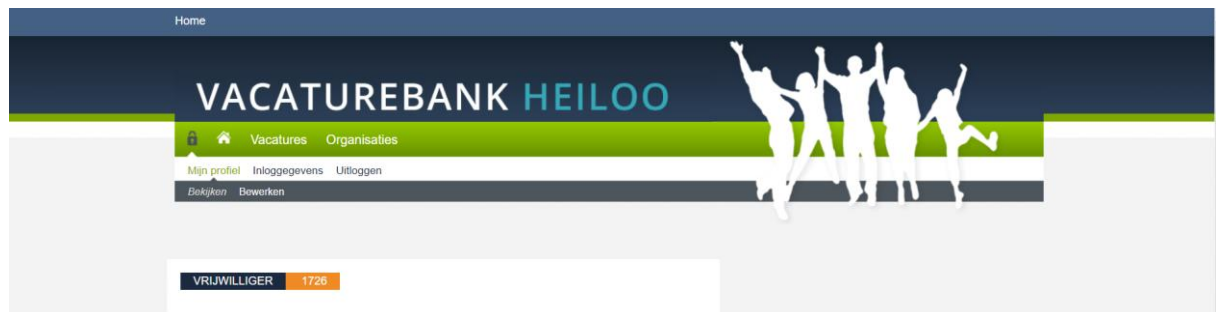 Home
VACATUREBANK HEILOO
Vacatures Organisaties
Mijn profiel Inloggegevens Uitloggen
Bekijken Bewerken
VRIJWILLIGER 1726